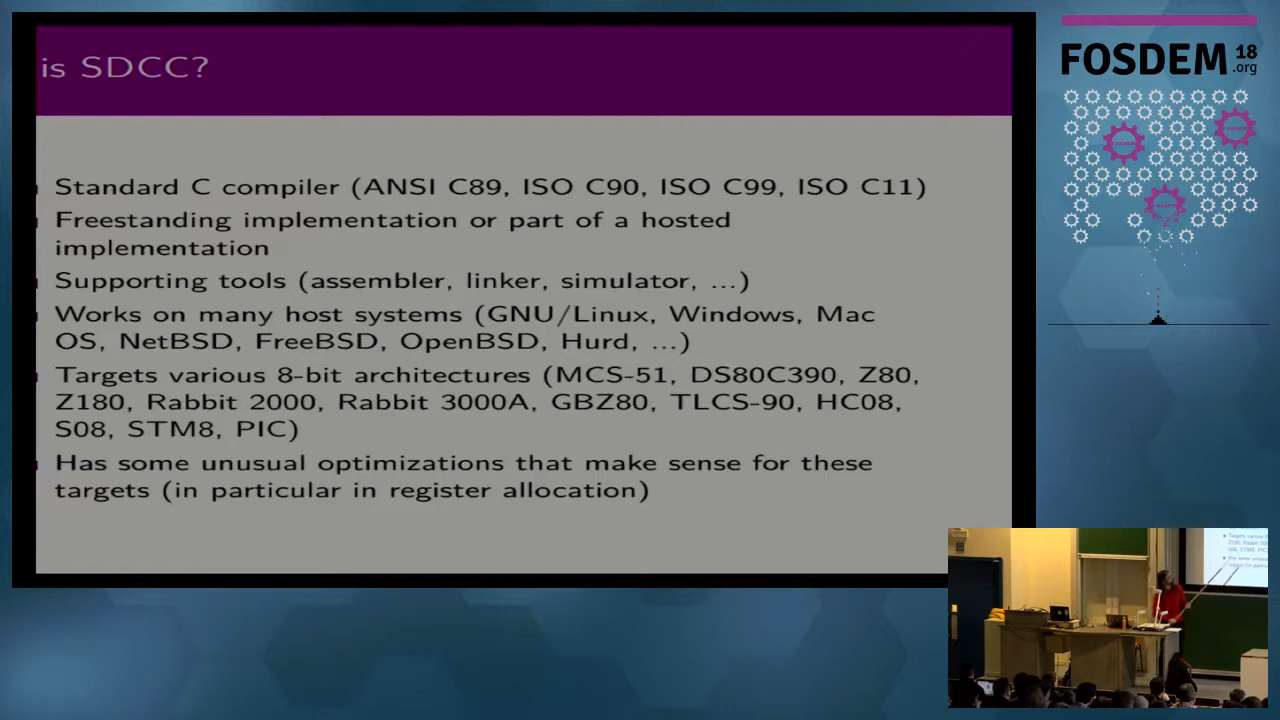 is SDCC?
Standard C compiler (ANSI C89, ISO C90, ISO C99, ISO C11)
Freestanding implementation or part of a hosted
implementation
Supporting tools (assembler, linker, simulator, ...)
Works on many host systems (GNU/Linux, Windows, Mac
OS, NetBSD, FreeBSD, OpenBSD, Hurd, ...)
Targets various 8-bit architectures (MCS-51, DS80C390, Z80,
Z180, Rabbit 2000, Rabbit 3000A, GBZ80, TLCS-90, HC08,
S08, STM8, PIC)
Has some unusual optimizations that make sense for these
targets (in particular in register allocation)
FOSDEM 18
.org